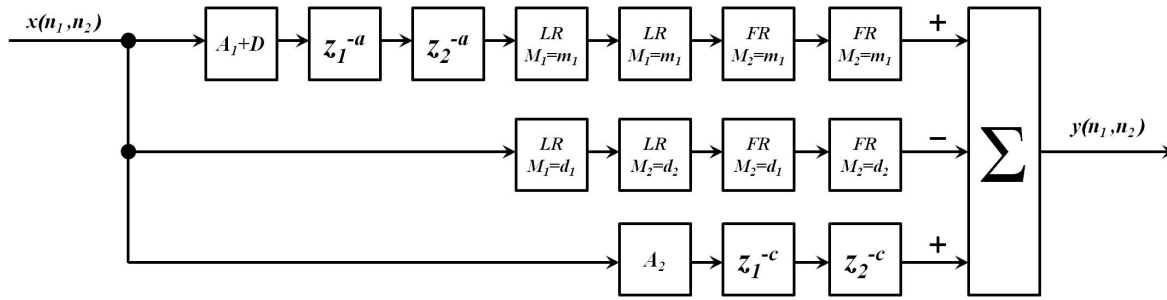 x(n₁,n₂)
A₁+D
z₁⁻ᵃ
z₂⁻ᵃ
LR
M₁=m₁
LR
M₁=m₁
FR
M₂=m₁
FR
M₂=m₁
+
LR
M₁=d₁
LR
M₂=d₂
FR
M₂=d₁
FR
M₂=d₂
−
Σ
y(n₁,n₂)
A₂
z₁⁻ᶜ
z₂⁻ᶜ
+